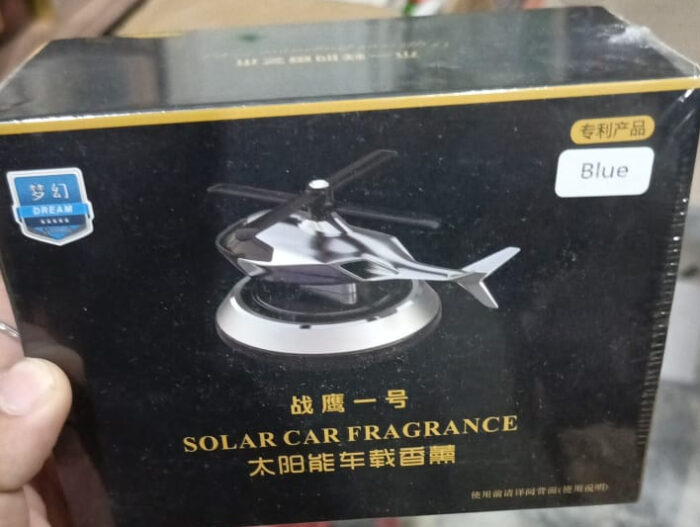 专利产品
Blue
梦幻
DREAM
战鹰一号
SOLAR CAR FRAGRANCE
太阳能车载香薰
使用前请详阅背面(使用说明)